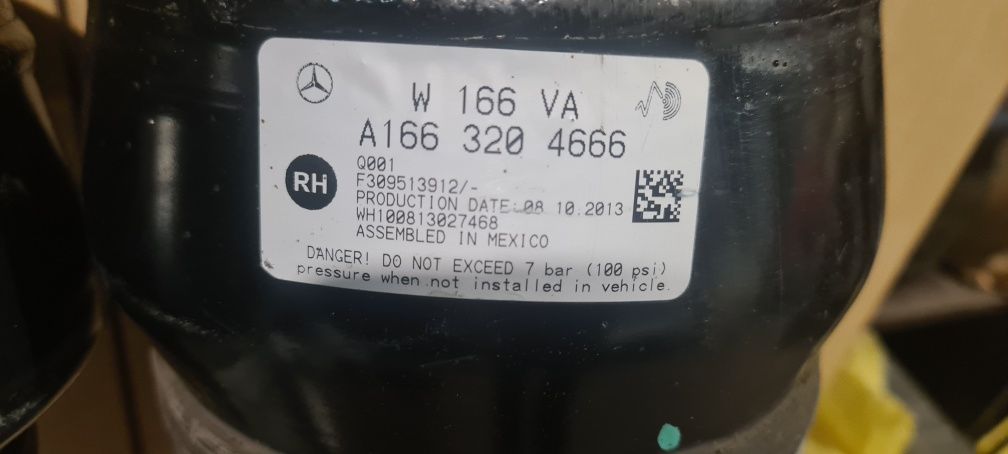 W 166 VA
A166 320 4666
Q001
RH
F309513912/-
PRODUCTION DATE: 08 10.2013
WH100813027468
ASSEMBLED IN MEXICO
DANGER! DO NOT EXCEED 7 bar (100 psi)
pressure when not installed in vehicle.